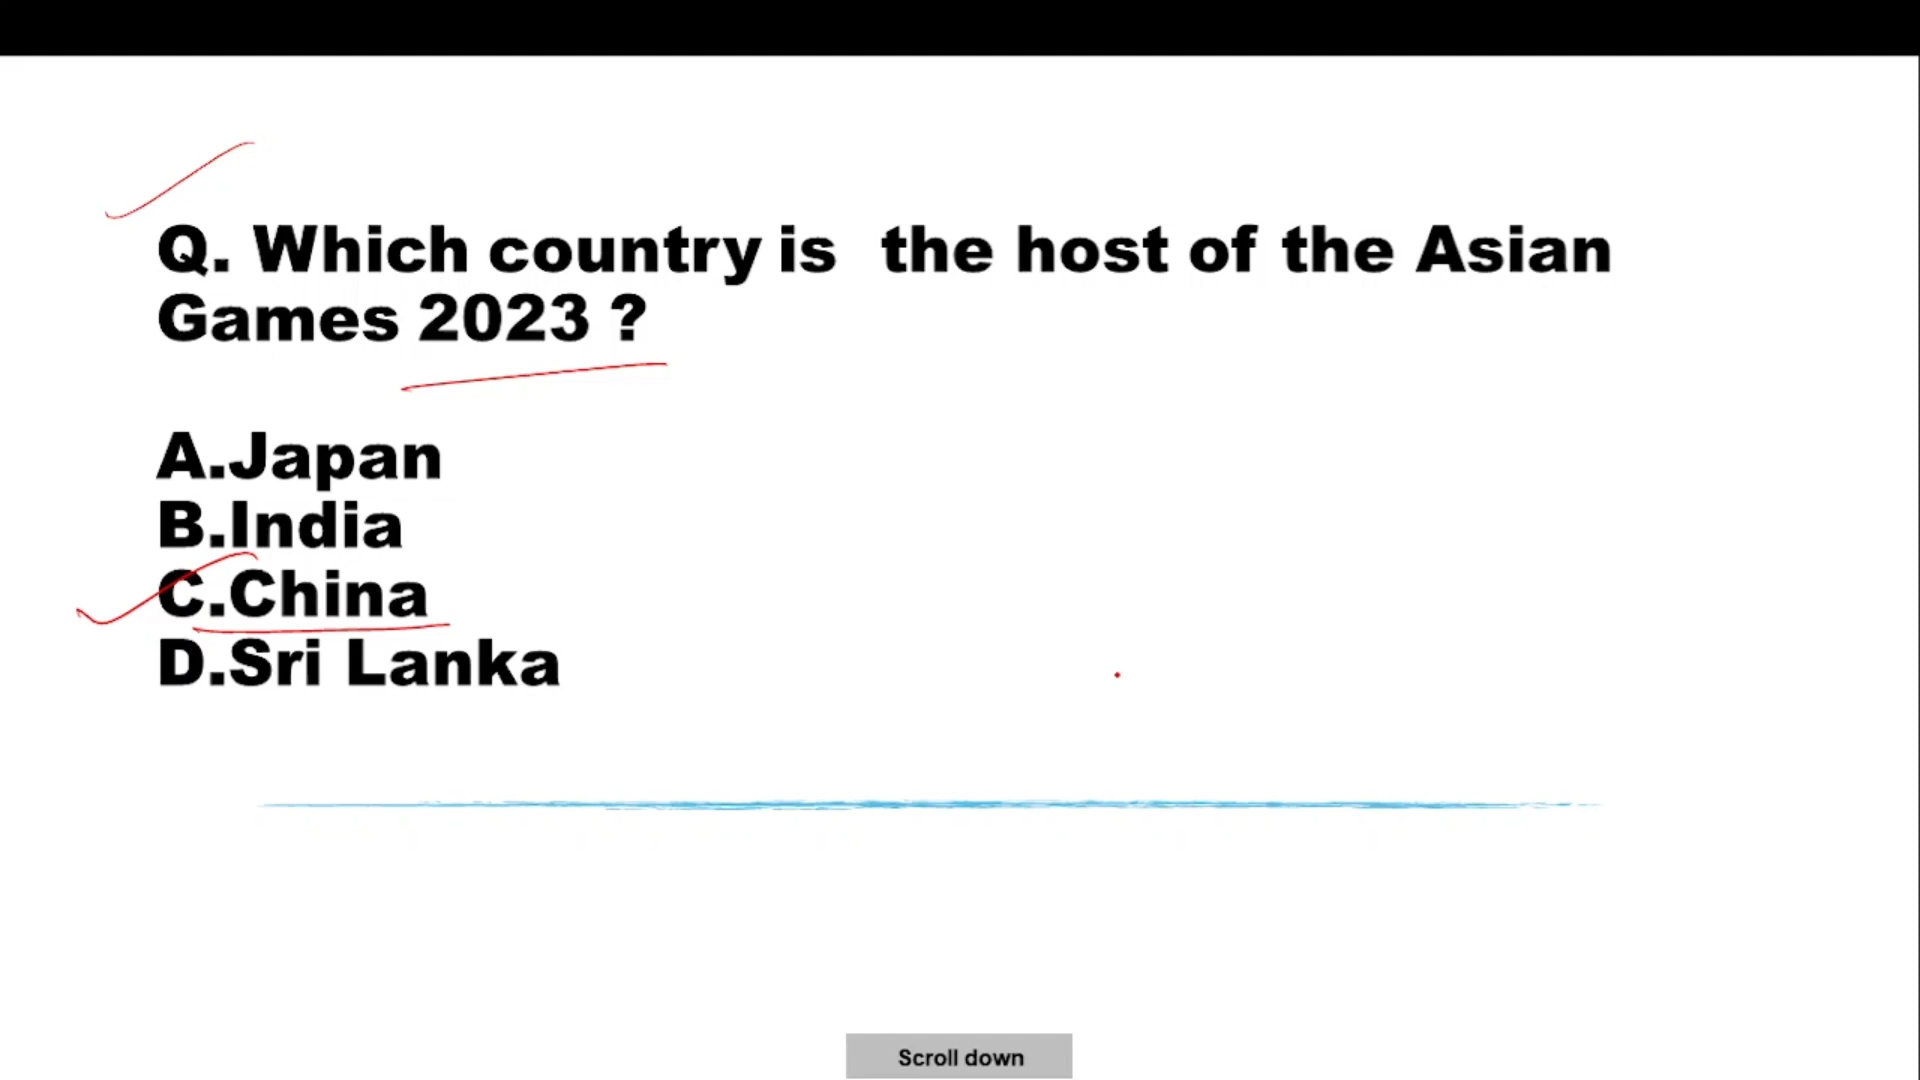 Q. Which country is the host of the Asian
Games 2023 ?
A.Japan
B.India
C.China
D.Sri Lanka
Scroll down